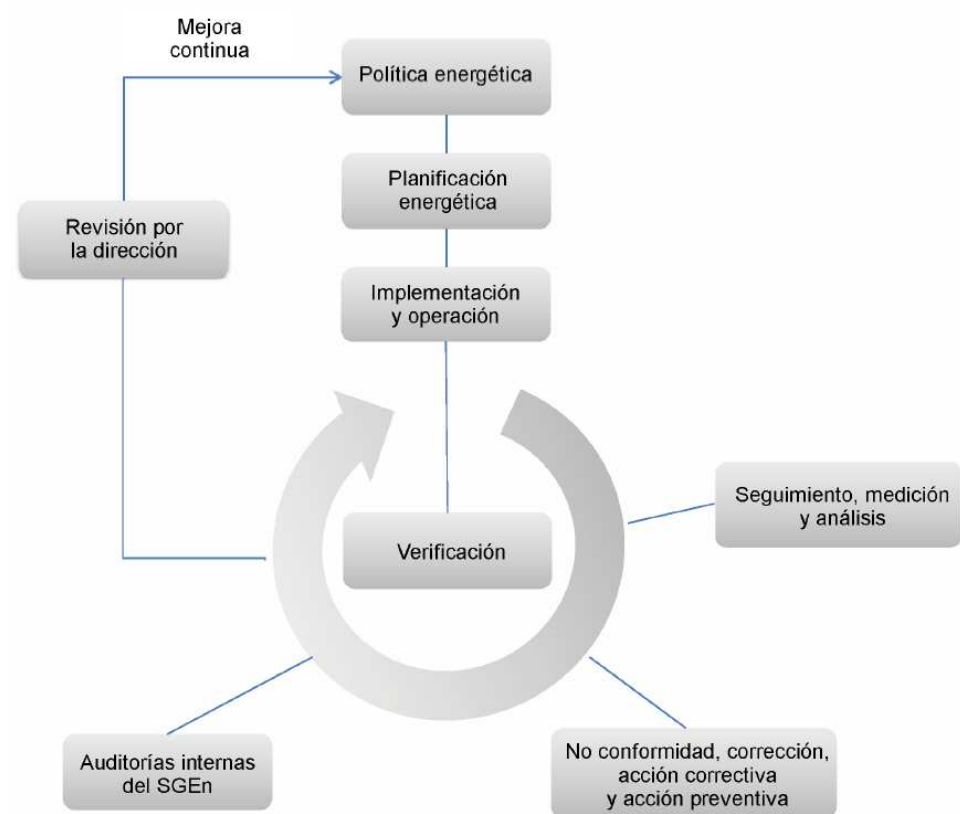 Mejora
continua
Política energética
Planificación
energética
Revisión por
la dirección
Implementación
y operación
Seguimiento, medición
y análisis
Verificación
Auditorías internas
del SGEn
No conformidad, corrección,
acción correctiva
y acción preventiva